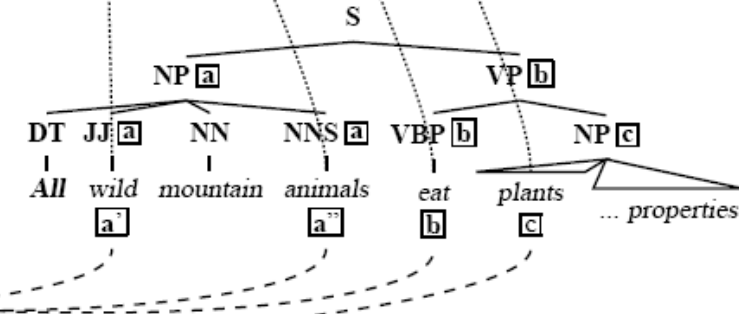 S
NP a VP b
DT JJ a NN NNS a VBP b NP c
All wild mountain animals eat plants ... properties
a' a'' b c